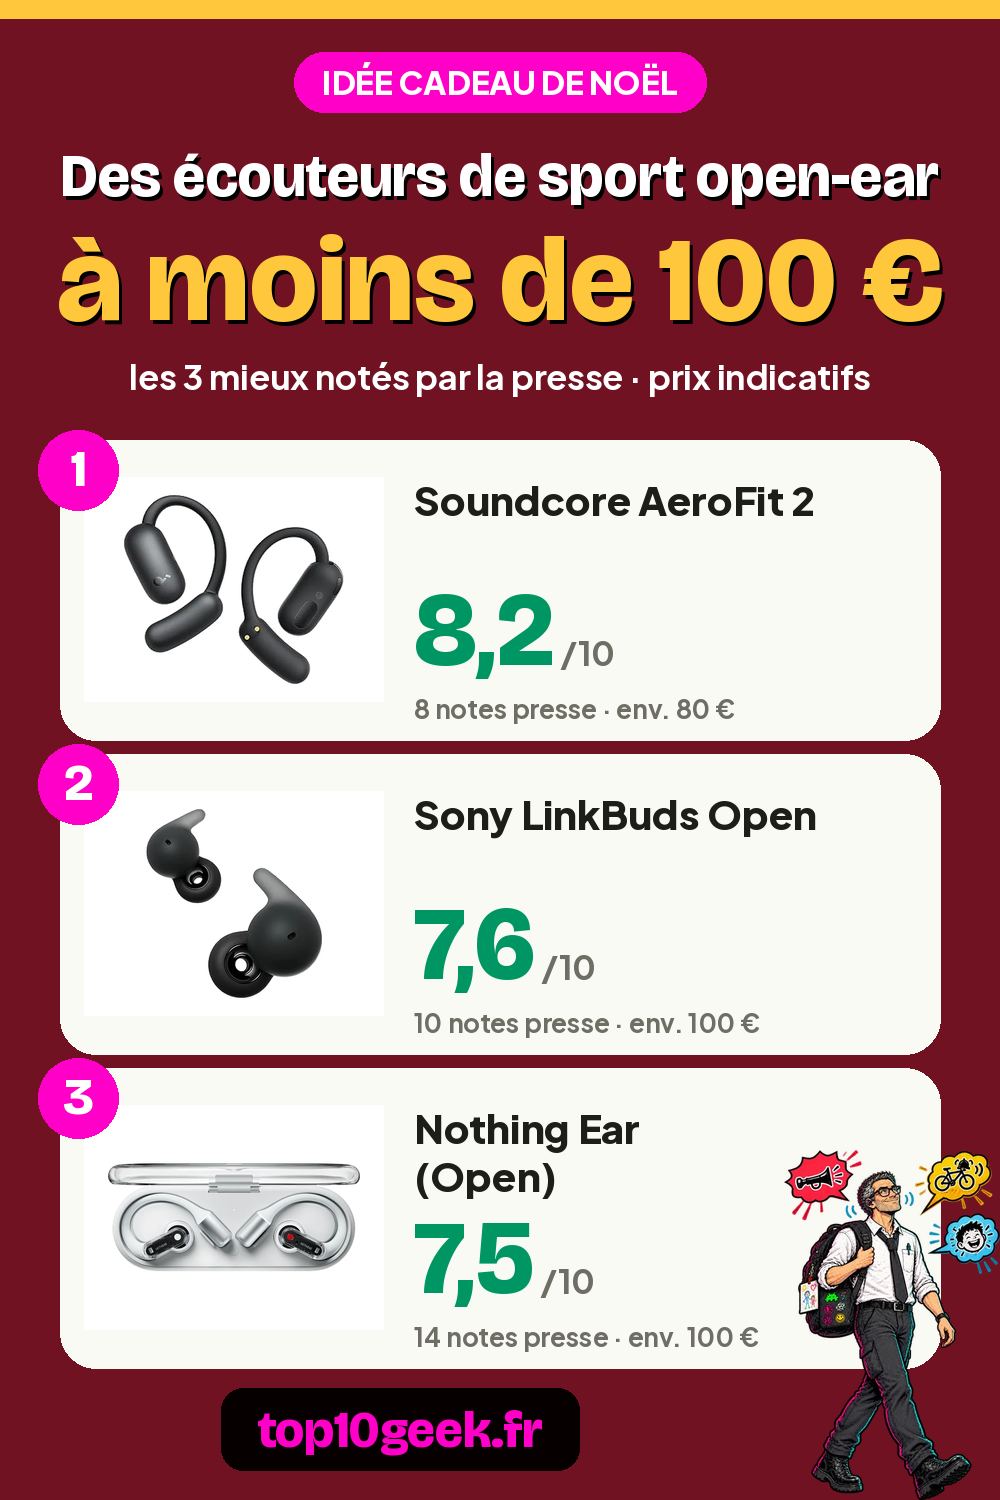 IDÉE CADEAU DE NOËL
Des écouteurs de sport open-ear
à moins de 100 €
les 3 mieux notés par la presse · prix indicatifs
1
Soundcore AeroFit 2
8,2 /10
8 notes presse · env. 80 €
2
Sony LinkBuds Open
7,6 /10
10 notes presse · env. 100 €
3
Nothing Ear
(Open)
7,5 /10
14 notes presse · env. 100 €
top10geek.fr